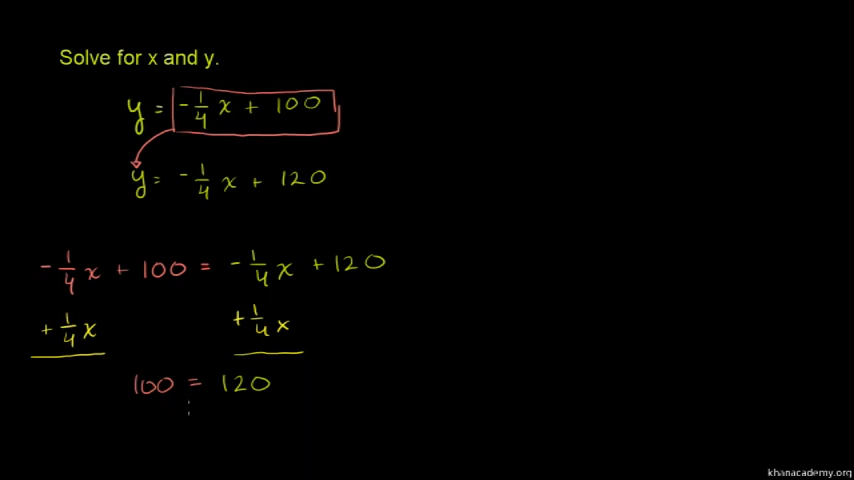 Solve for x and y.
y = -1/4 x + 100
y = -1/4 x + 120
-1/4 x + 100 = -1/4 x + 120
+1/4 x +1/4 x
100 = 120
khanacademy.org